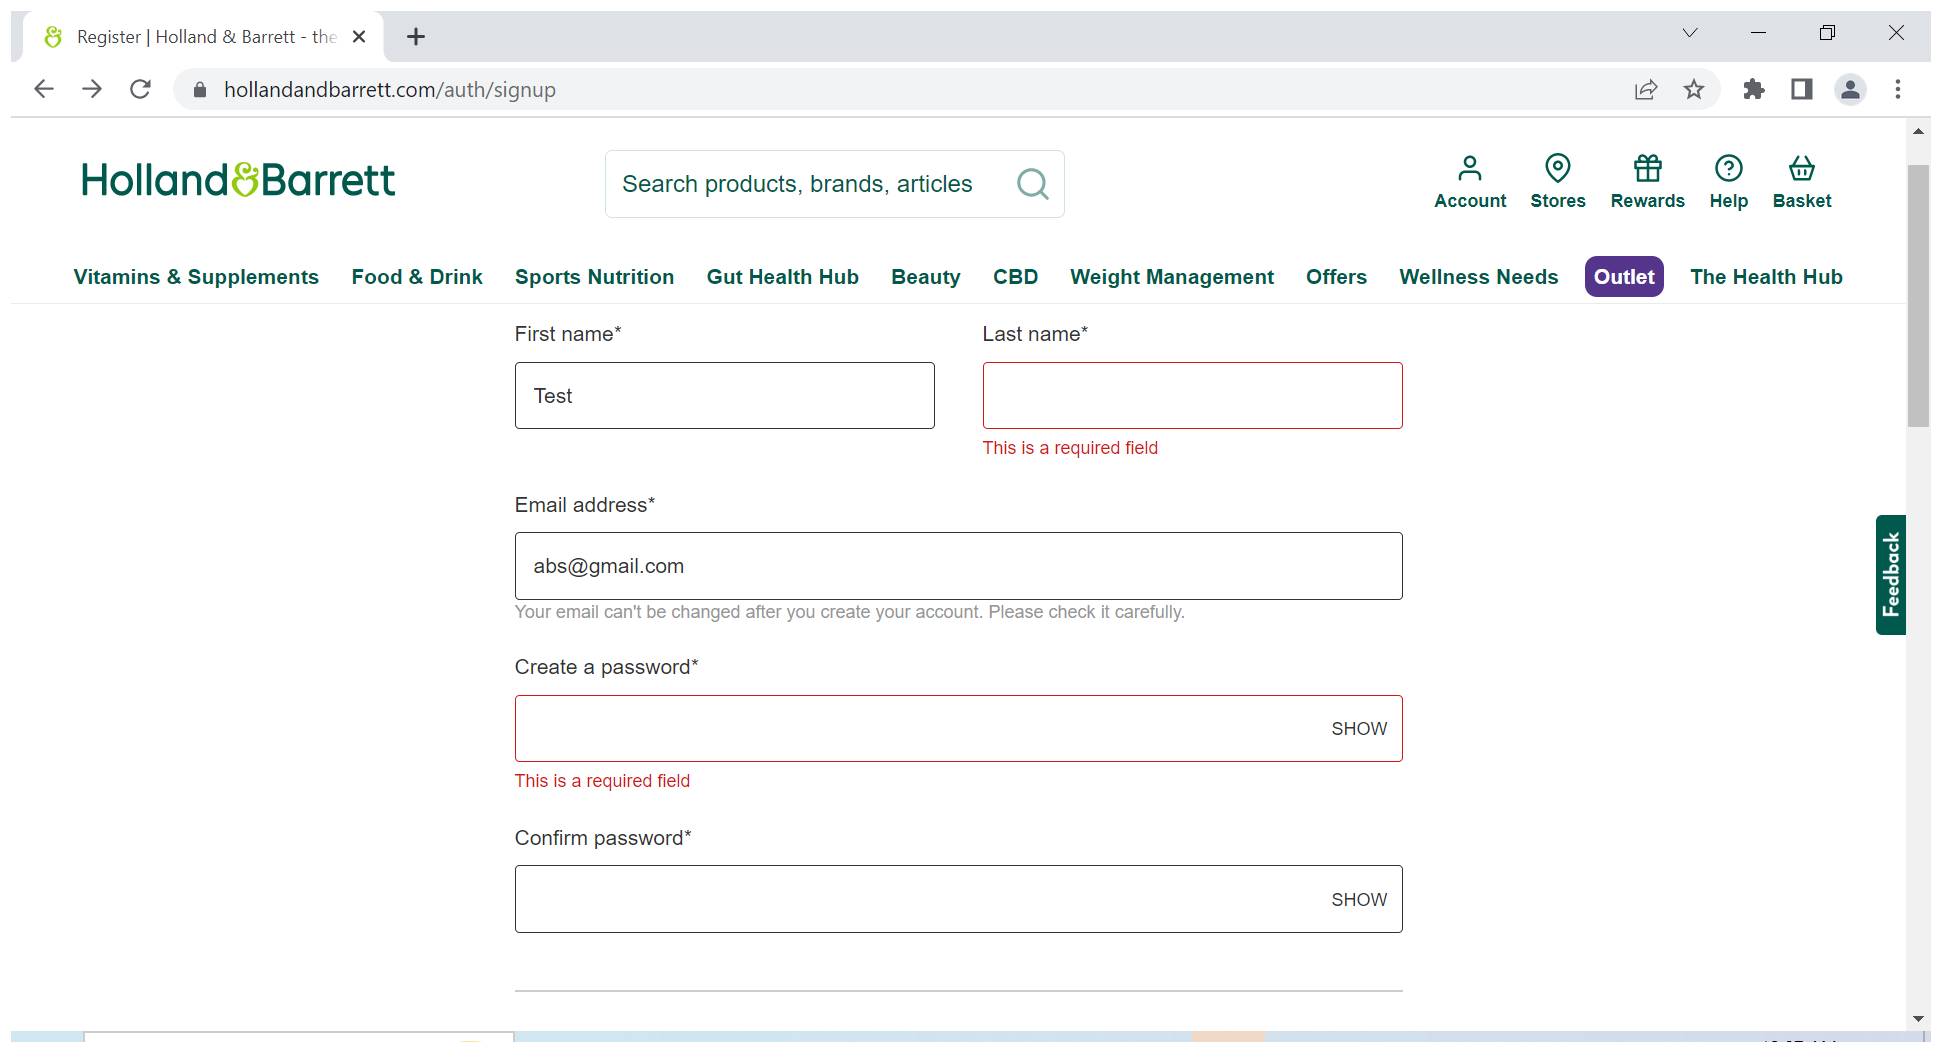 Register | Holland & Barrett - the
hollandandbarrett.com/auth/signup
Holland&Barrett
Search products, brands, articles
Account Stores Rewards Help Basket
Vitamins & Supplements Food & Drink Sports Nutrition Gut Health Hub Beauty CBD Weight Management Offers Wellness Needs Outlet The Health Hub
First name* Last name*
Test
This is a required field
Email address*
abs@gmail.com
Your email can't be changed after you create your account. Please check it carefully.
Feedback
Create a password*
SHOW
This is a required field
Confirm password*
SHOW